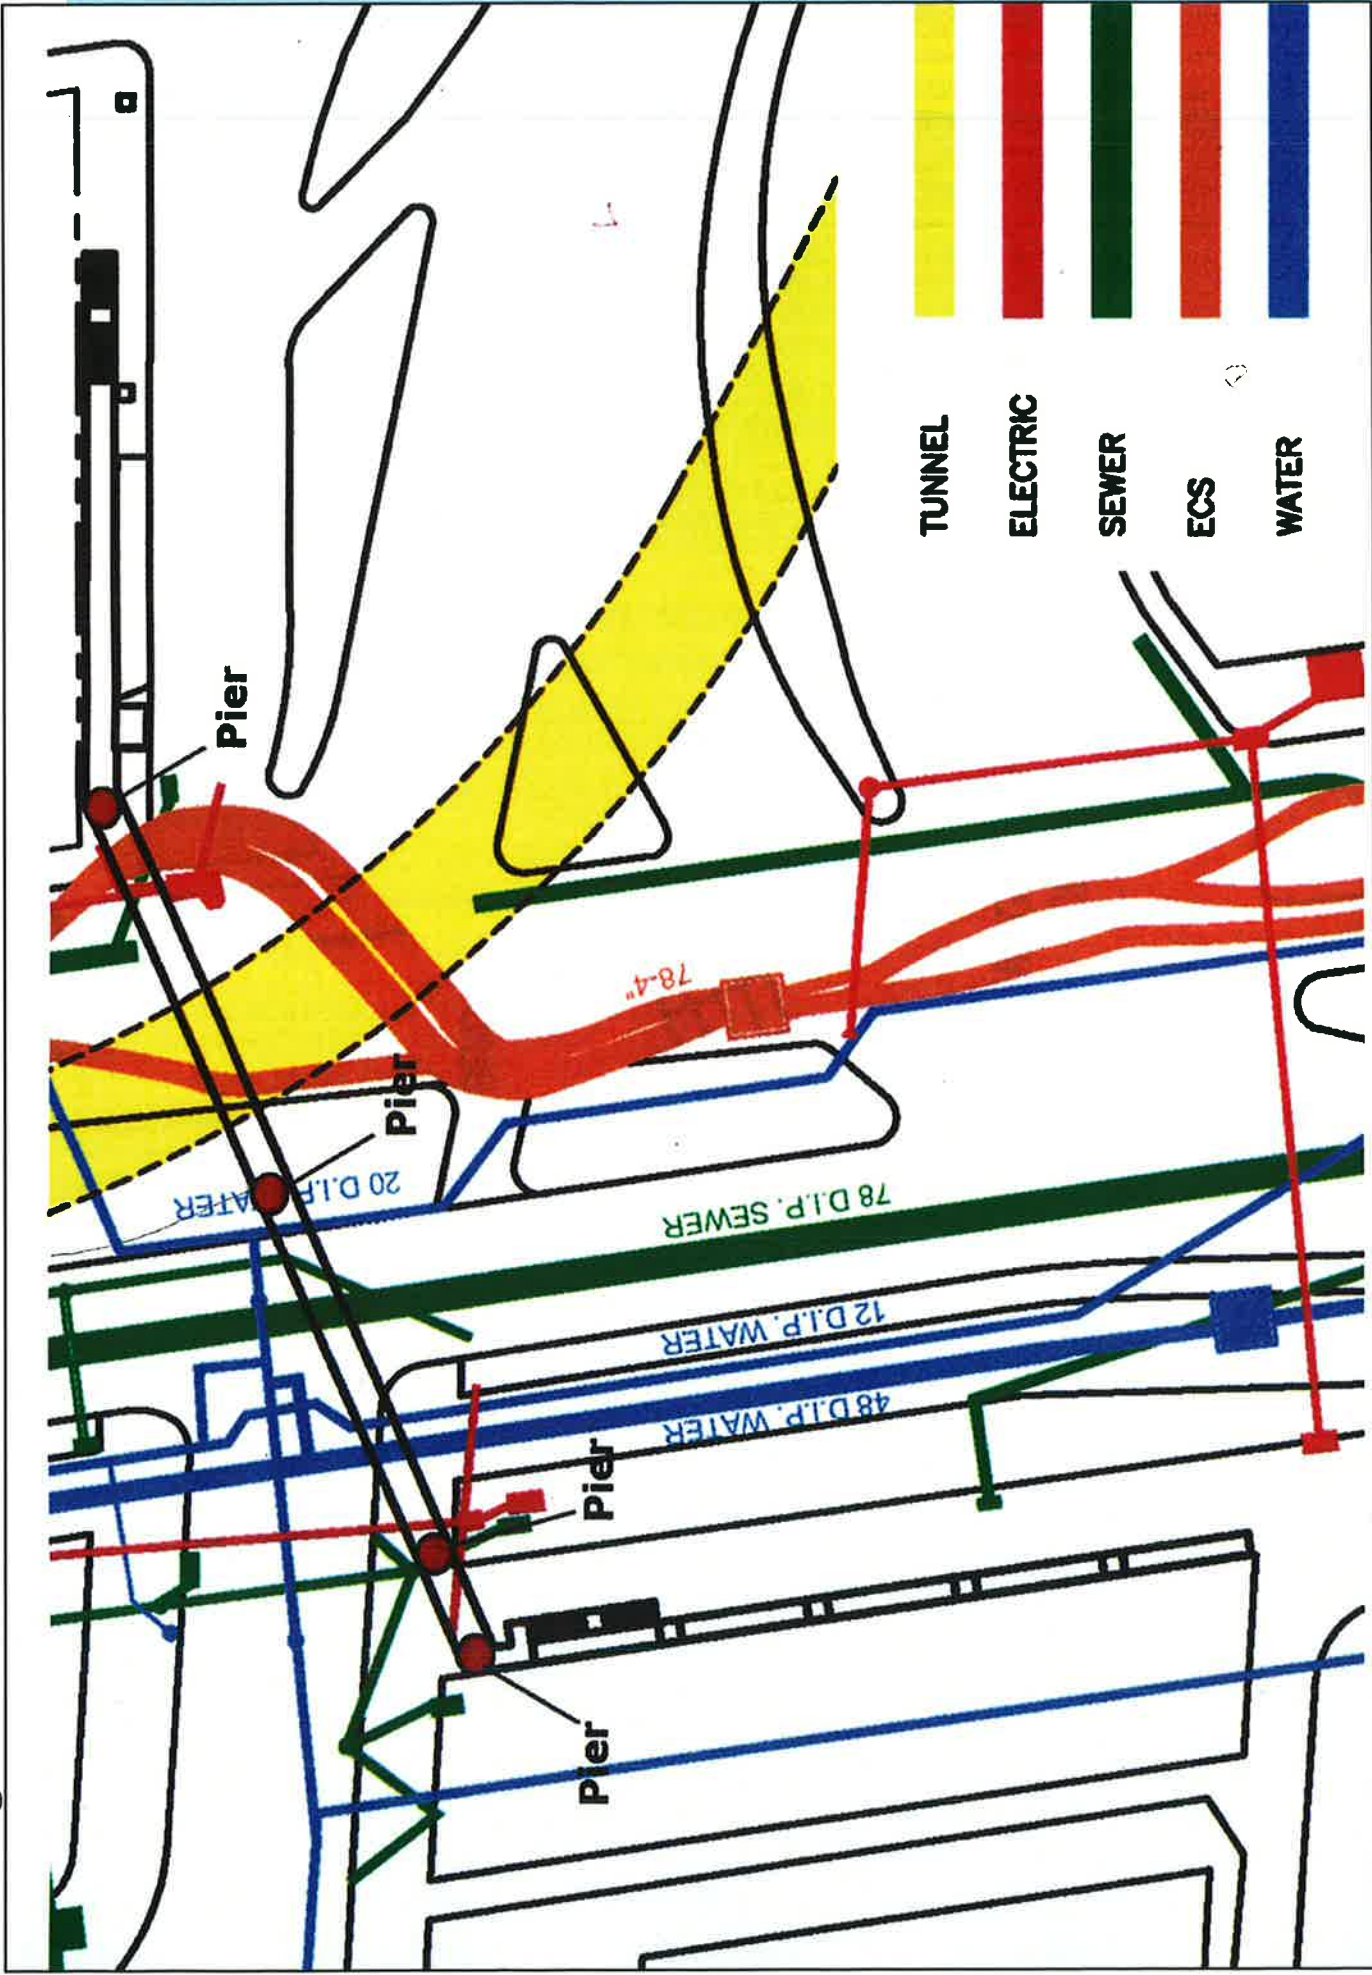 Pier
Pier
Pier
Pier
20 D.I.P. WATER
78-4"
78 D.I.P. SEWER
12 D.I.P. WATER
48 D.I.P. WATER
TUNNEL
ELECTRIC
SEWER
ECS
WATER